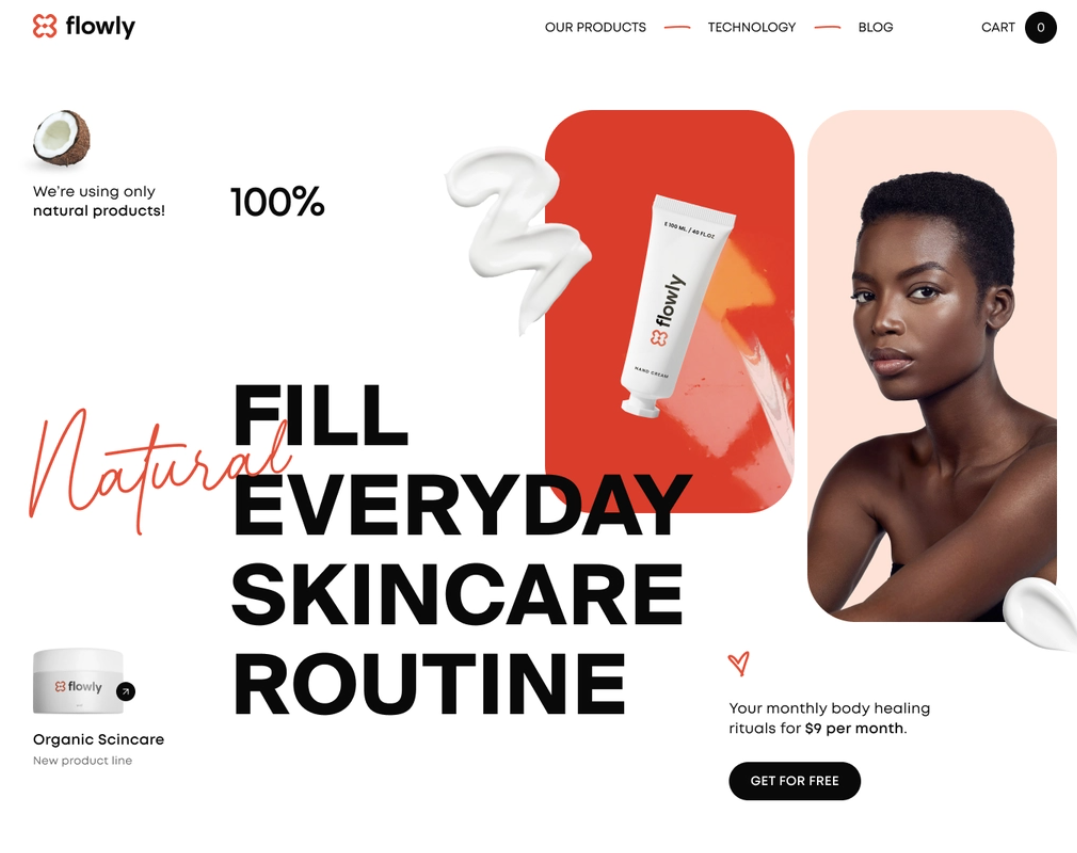 flowly
OUR PRODUCTS
TECHNOLOGY
BLOG
CART
0
We're using only
natural products!
100%
E 100 ML / 40 FL.OZ
flowly
HAND CREAM
Natural
FILL
EVERYDAY
SKINCARE
ROUTINE
flowly
Organic Scincare
New product line
Your monthly body healing
rituals for $9 per month.
GET FOR FREE